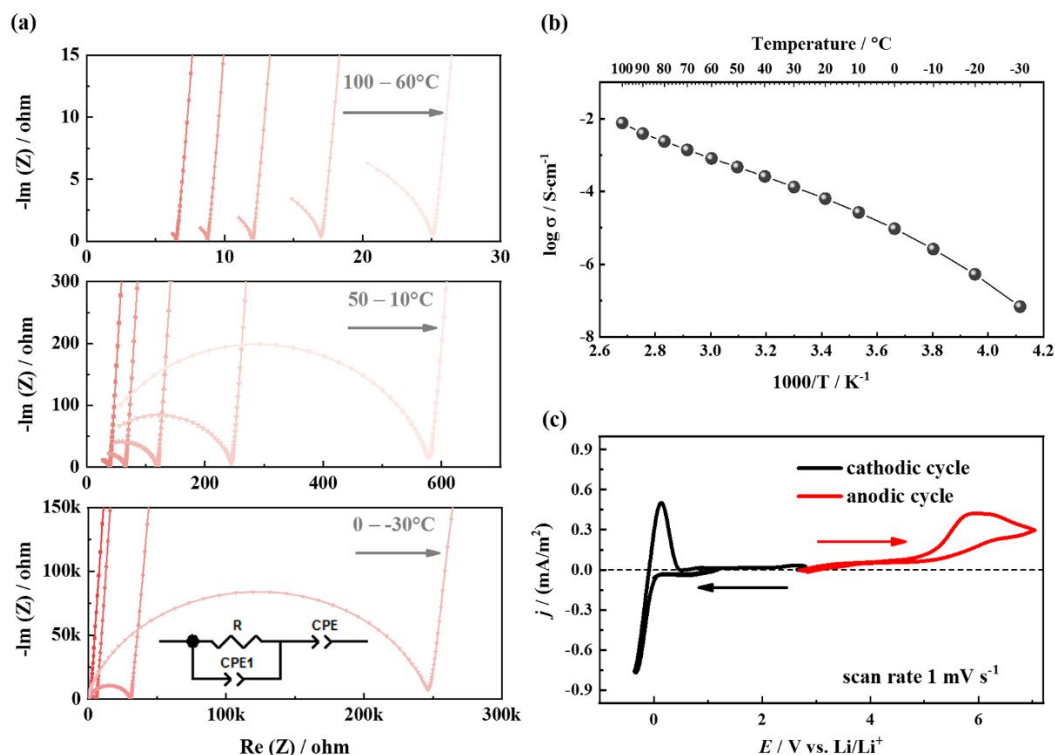 (a)
15
10
5
0
-Im (Z) / ohm
100 – 60°C
0
10
20
30
300
200
100
0
-Im (Z) / ohm
50 – 10°C
0
200
400
600
150k
100k
50k
0
-Im (Z) / ohm
0 – -30°C
R
CPE
CPE1
0
100k
200k
300k
Re (Z) / ohm
(b)
Temperature / °C
100 90 80 70 60 50 40 30 20 10 0 -10 -20 -30
-2
-4
-6
-8
log σ / S·cm-1
2.6 2.8 3.0 3.2 3.4 3.6 3.8 4.0 4.2
1000/T / K-1
(c)
0.9
0.6
0.3
0.0
-0.3
-0.6
-0.9
j / (mA/m²)
cathodic cycle
anodic cycle
scan rate 1 mV s-1
0 2 4 6
E / V vs. Li/Li+